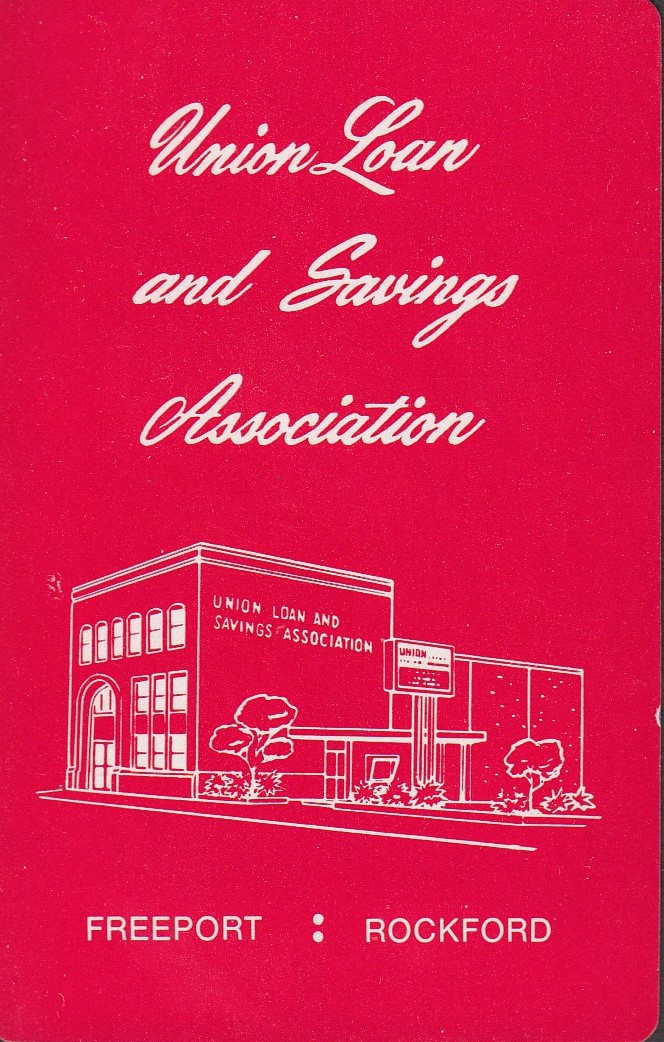 Union Loan
and Savings
Association
UNION LOAN AND
SAVINGS ASSOCIATION
UNION
FREEPORT : ROCKFORD